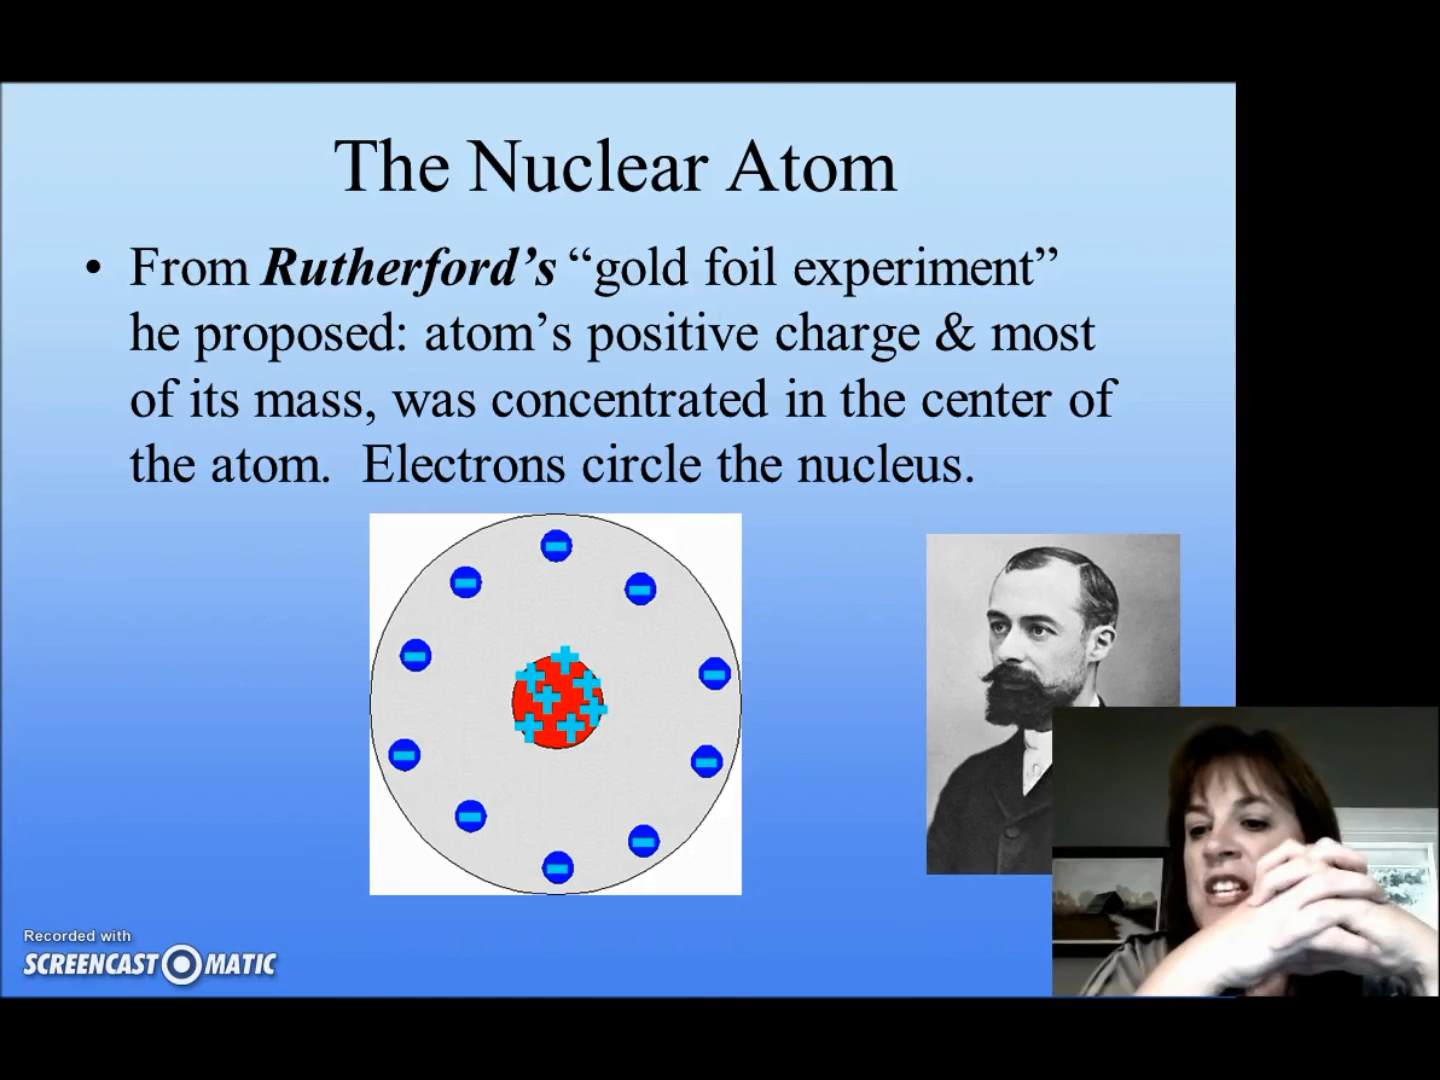 The Nuclear Atom
• From Rutherford’s “gold foil experiment”
he proposed: atom’s positive charge & most
of its mass, was concentrated in the center of
the atom.  Electrons circle the nucleus.
Recorded with
SCREENCAST MATIC